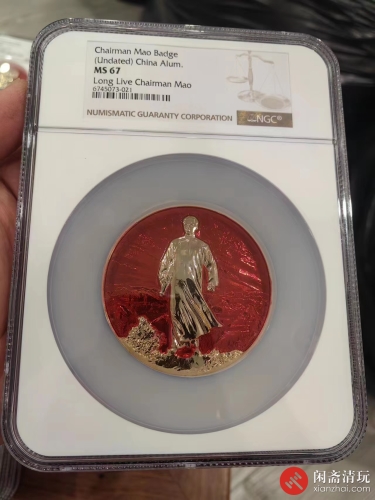 Chairman Mao Badge
(Undated) China Alum.
MS 67
Long Live Chairman Mao
6745073-021
NUMISMATIC GUARANTY CORPORATION
NGC®
闲斋清玩
xianzhai.com